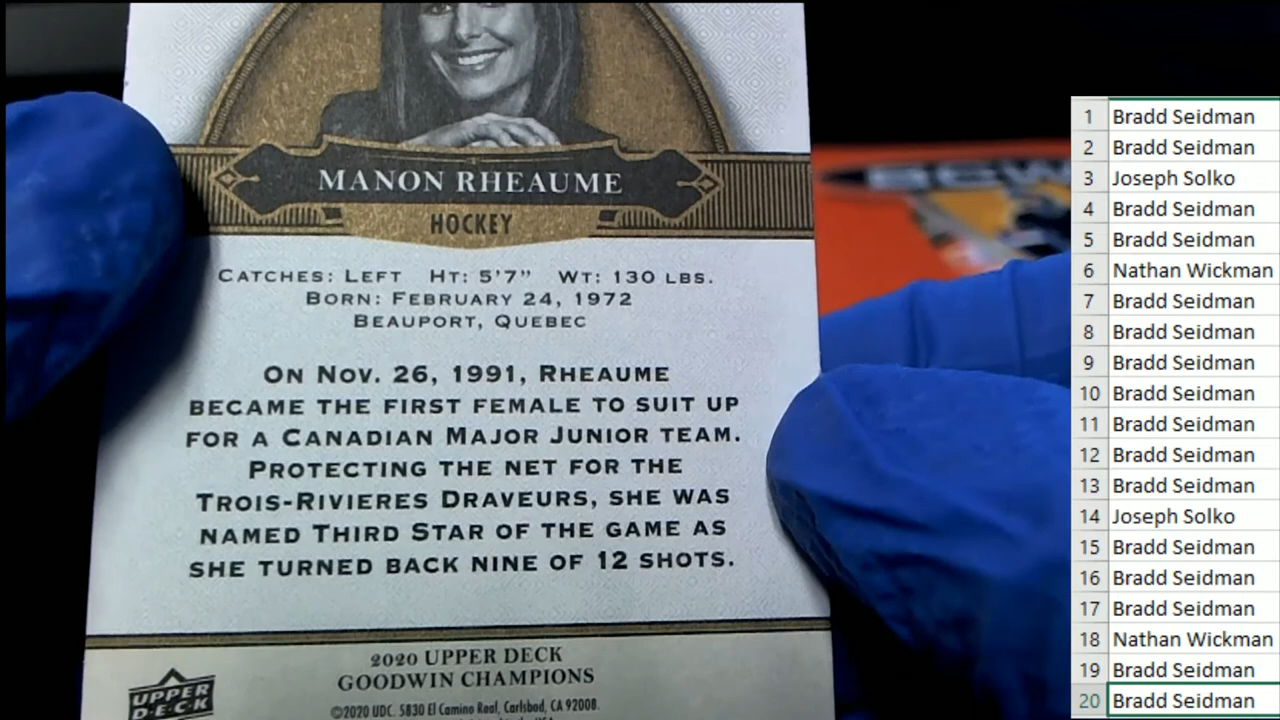 MANON RHEAUME
HOCKEY
CATCHES: LEFT HT: 5'7" WT: 130 LBS.
BORN: FEBRUARY 24, 1972
BEAUPORT, QUEBEC
ON NOV. 26, 1991, RHEAUME
BECAME THE FIRST FEMALE TO SUIT UP
FOR A CANADIAN MAJOR JUNIOR TEAM.
PROTECTING THE NET FOR THE
TROIS-RIVIERES DRAVEURS, SHE WAS
NAMED THIRD STAR OF THE GAME AS
SHE TURNED BACK NINE OF 12 SHOTS.
2020 UPPER DECK
GOODWIN CHAMPIONS
©2020 UDC. 5830 El Camino Real, Carlsbad, CA 92008.
UPPER
D·E·C·K
1 Bradd Seidman
2 Bradd Seidman
3 Joseph Solko
4 Bradd Seidman
5 Bradd Seidman
6 Nathan Wickman
7 Bradd Seidman
8 Bradd Seidman
9 Bradd Seidman
10 Bradd Seidman
11 Bradd Seidman
12 Bradd Seidman
13 Bradd Seidman
14 Joseph Solko
15 Bradd Seidman
16 Bradd Seidman
17 Bradd Seidman
18 Nathan Wickman
19 Bradd Seidman
20 Bradd Seidman